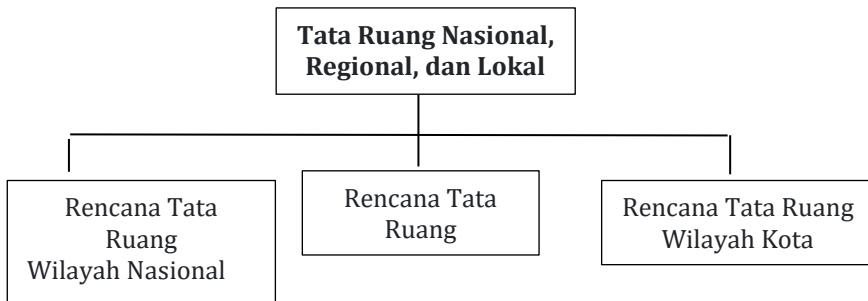 Tata Ruang Nasional,
Regional, dan Lokal
Rencana Tata
Ruang
Wilayah Nasional
Rencana Tata
Ruang
Rencana Tata Ruang
Wilayah Kota